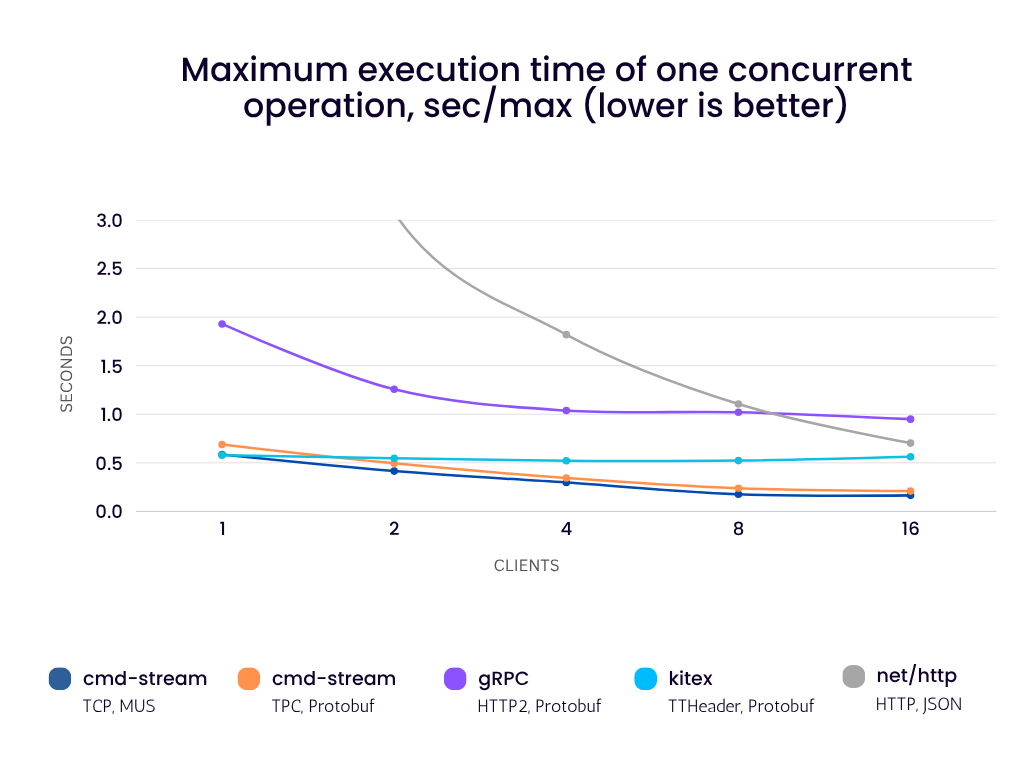 Maximum execution time of one concurrent
operation, sec/max (lower is better)
3.0
2.5
2.0
1.5
1.0
0.5
0.0
SECONDS
1 2 4 8 16
CLIENTS
cmd-stream cmd-stream gRPC kitex net/http
TCP, MUS TPC, Protobuf HTTP2, Protobuf TTHeader, Protobuf HTTP, JSON